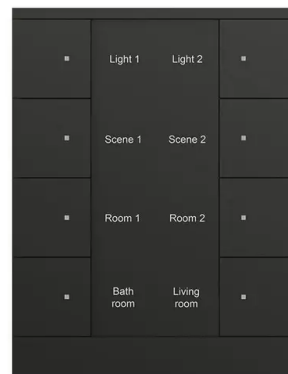 Light 1 Light 2
Scene 1 Scene 2
Room 1 Room 2
Bath Living
room room